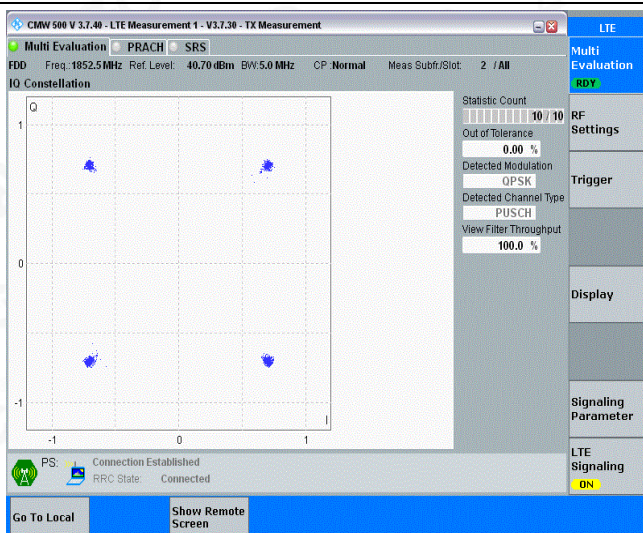 CMW 500 V 3.7.40 - LTE Measurement 1 - V3.7.30 - TX Measurement
LTE
Multi Evaluation PRACH SRS
FDD Freq.: 1852.5 MHz Ref. Level: 40.70 dBm BW: 5.0 MHz CP : Normal Meas Subfr./Slot: 2 / All
IQ Constellation
Q
1
0
-1
-1 0 1
I
Statistic Count
10 / 10
Out of Tolerance
0.00 %
Detected Modulation
QPSK
Detected Channel Type
PUSCH
View Filter Throughput
100.0 %
Multi
Evaluation
RDY
RF
Settings
Trigger
Display
Signaling
Parameter
LTE
Signaling
ON
PS: Connection Established
RRC State: Connected
Go To Local
Show Remote
Screen